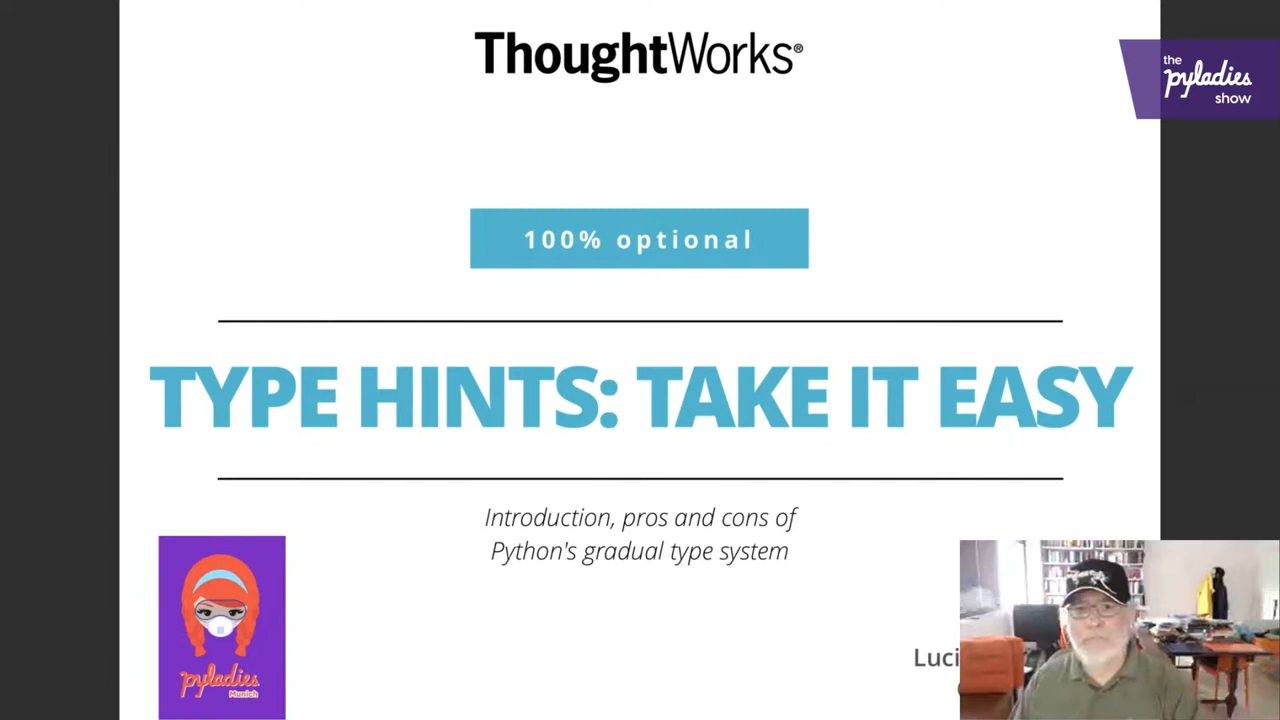 ThoughtWorks®
the
pyladies
show
100% optional
TYPE HINTS: TAKE IT EASY
Introduction, pros and cons of
Python's gradual type system
Luci
pyladies
Munich